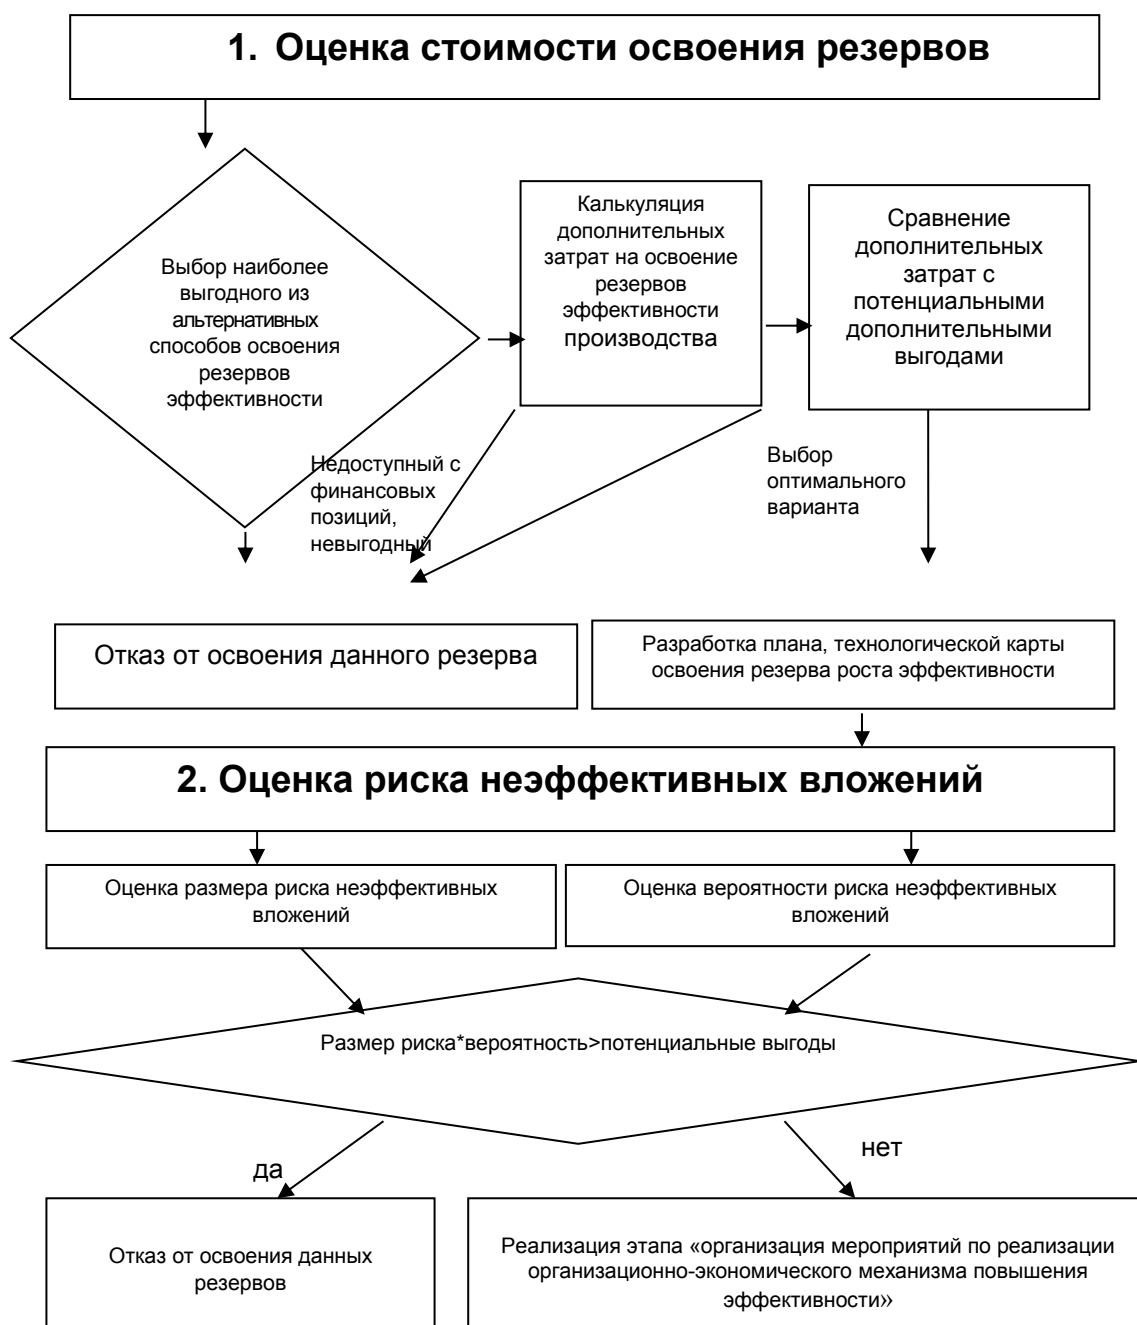 1. Оценка стоимости освоения резервов
Выбор наиболее
выгодного из
альтернативных
способов освоения
резервов
эффективности
Калькуляция
дополнительных
затрат на освоение
резервов
эффективности
производства
Сравнение
дополнительных
затрат с
потенциальными
дополнительными
выгодами
Недоступный с
финансовых
позиций,
невыгодный
Выбор
оптимального
варианта
Отказ от освоения данного резерва
Разработка плана, технологической карты
освоения резерва роста эффективности
2. Оценка риска неэффективных вложений
Оценка размера риска неэффективных
вложений
Оценка вероятности риска неэффективных
вложений
Размер риска*вероятность>потенциальные выгоды
да
нет
Отказ от освоения данных
резервов
Реализация этапа «организация мероприятий по реализации
организационно-экономического механизма повышения
эффективности»